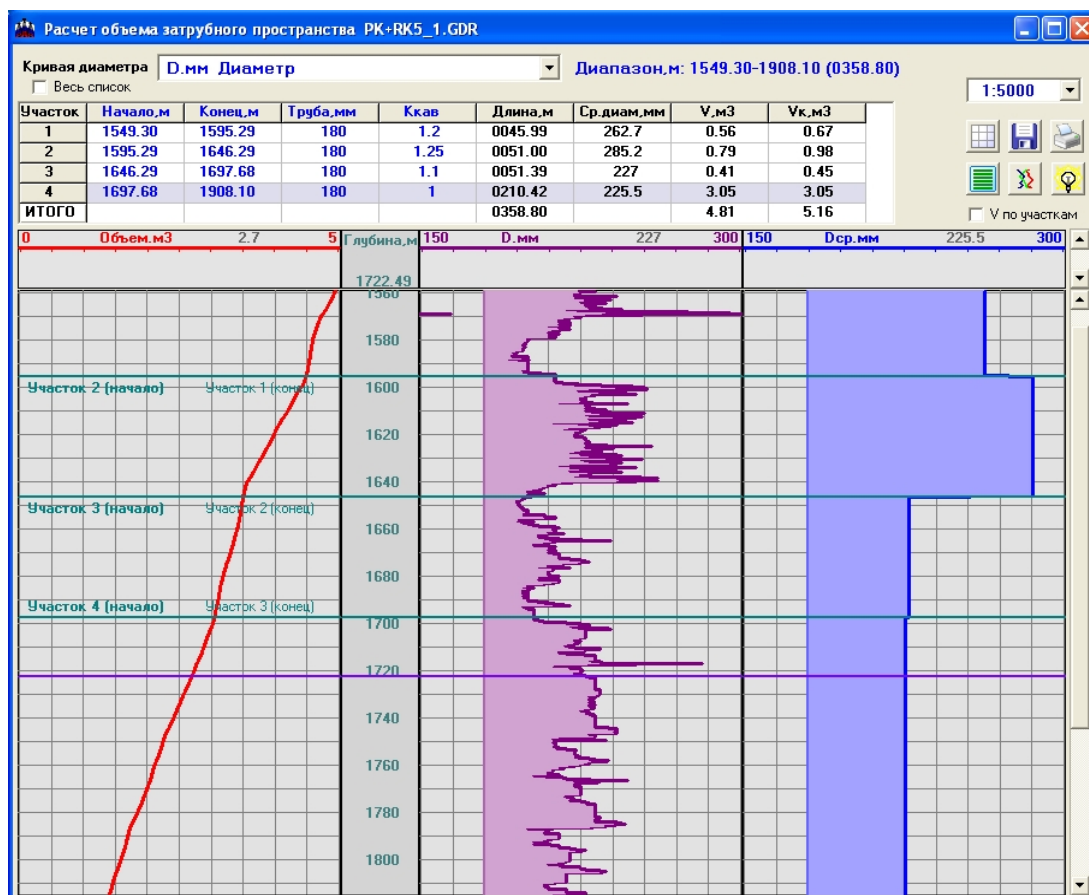 Расчет объема затрубного пространства PK+RK5_1.GDR
Кривая диаметра D.мм Диаметр Диапазон,м: 1549.30-1908.10 (0358.80)
Весь список
1:5000
Участок Начало,м Конец,м Труба,мм Ккав Длина,м Ср.диам,мм V,м3 Vк,м3
1 1549.30 1595.29 180 1.2 0045.99 262.7 0.56 0.67
2 1595.29 1646.29 180 1.25 0051.00 285.2 0.79 0.98
3 1646.29 1697.68 180 1.1 0051.39 227 0.41 0.45
4 1697.68 1908.10 180 1 0210.42 225.5 3.05 3.05
ИТОГО 0358.80 4.81 5.16
V по участкам
0 Объем.м3 2.7 5 Глубина,м 150 D.мм 227 300 150 Dср.мм 225.5 300
1722.49
1560
1580
1600
Участок 2 (начало) Участок 1 (конец)
1620
1640
Участок 3 (начало) Участок 2 (конец)
1660
1680
Участок 4 (начало) Участок 3 (конец)
1700
1720
1740
1760
1780
1800